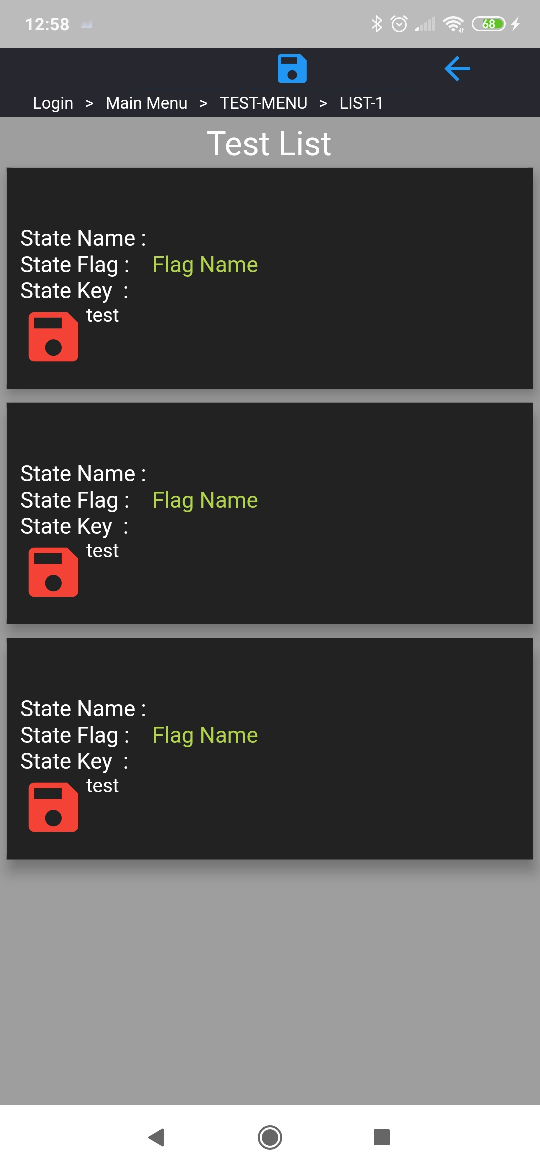 12:58 68
Login > Main Menu > TEST-MENU > LIST-1
Test List
State Name :
State Flag : Flag Name
State Key :
test
State Name :
State Flag : Flag Name
State Key :
test
State Name :
State Flag : Flag Name
State Key :
test